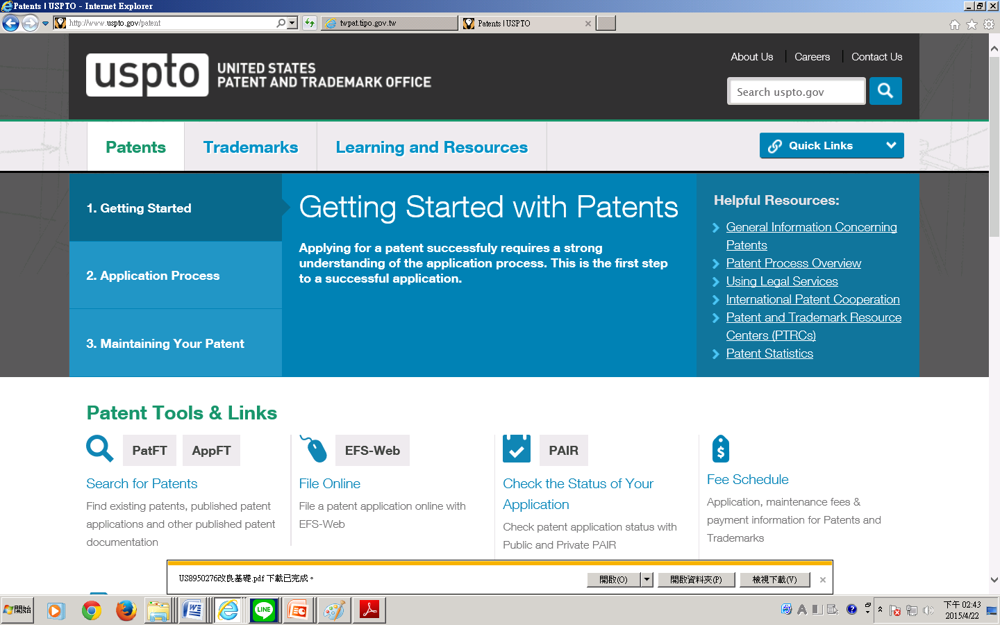 Patents | USPTO - Internet Explorer
http://www.uspto.gov/patent
twpat.tipo.gov.tw
Patents | USPTO
uspto UNITED STATES
PATENT AND TRADEMARK OFFICE
About Us
Careers
Contact Us
Search uspto.gov
Patents
Trademarks
Learning and Resources
Quick Links
1. Getting Started
2. Application Process
3. Maintaining Your Patent
Getting Started with Patents
Applying for a patent successfuly requires a strong
understanding of the application process. This is the first step
to a successful application.
Helpful Resources:
General Information Concerning
Patents
Patent Process Overview
Using Legal Services
International Patent Cooperation
Patent and Trademark Resource
Centers (PTRCs)
Patent Statistics
Patent Tools & Links
PatFT
AppFT
Search for Patents
Find existing patents, published patent
applications and other published patent
documentation
EFS-Web
File Online
File a patent application online with
EFS-Web
PAIR
Check the Status of Your
Application
Check patent application status with
Public and Private PAIR
Fee Schedule
Application, maintenance fees &
payment information for Patents and
Trademarks
US8950276改良基礎.pdf 下載已完成。
開啟(O)
開啟資料夾(P)
檢視下載(V)
開始
LINE
下午 02:43
2015/4/22